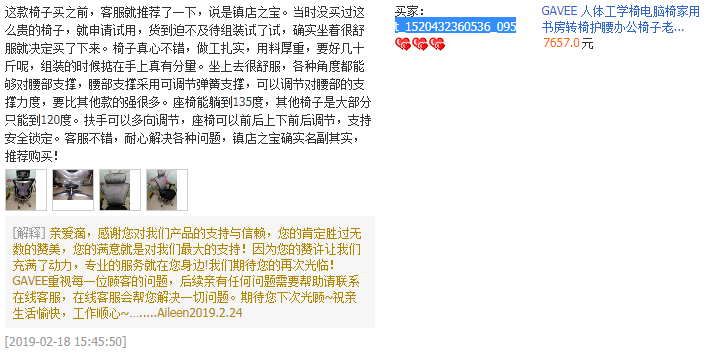 这款椅子买之前，客服就推荐了一下，说是镇店之宝。当时没买过这
么贵的椅子，就申请试用，货到迫不及待组装试了试，确实坐着很舒
服就决定买了下来。椅子真心不错，做工扎实，用料厚重，要好几十
斤呢，组装的时候掂在手上真有分量。坐上去很舒服，各种角度都能
够对腰部支撑，腰部支撑采用可调节弹簧支撑，可以调节对腰部的支
撑力度，要比其他款的强很多。座椅能躺到135度，其他椅子是大部分
只能到120度。扶手可以多向调节，座椅可以前后上下前后调节，支持
安全锁定。客服不错，耐心解决各种问题，镇店之宝确实名副其实，
推荐购买！
[解释] 亲爱滴，感谢您对我们产品的支持与信赖，您的肯定胜过无
数的赞美，您的满意就是对我们最大的支持！因为您的赞许让我们
充满了动力，专业的服务就在您身边!我们期待您的再次光临！
GAVEE重视每一位顾客的问题，后续亲有任何问题需要帮助请联系
在线客服，在线客服会帮您解决一切问题。期待您下次光顾~祝亲
生活愉快，工作顺心~........Aileen2019.2.24
[2019-02-18 15:45:50]
买家：
t_1520432360536_095
GAVEE 人体工学椅电脑椅家用
书房转椅护腰办公椅子老...
7657.0元